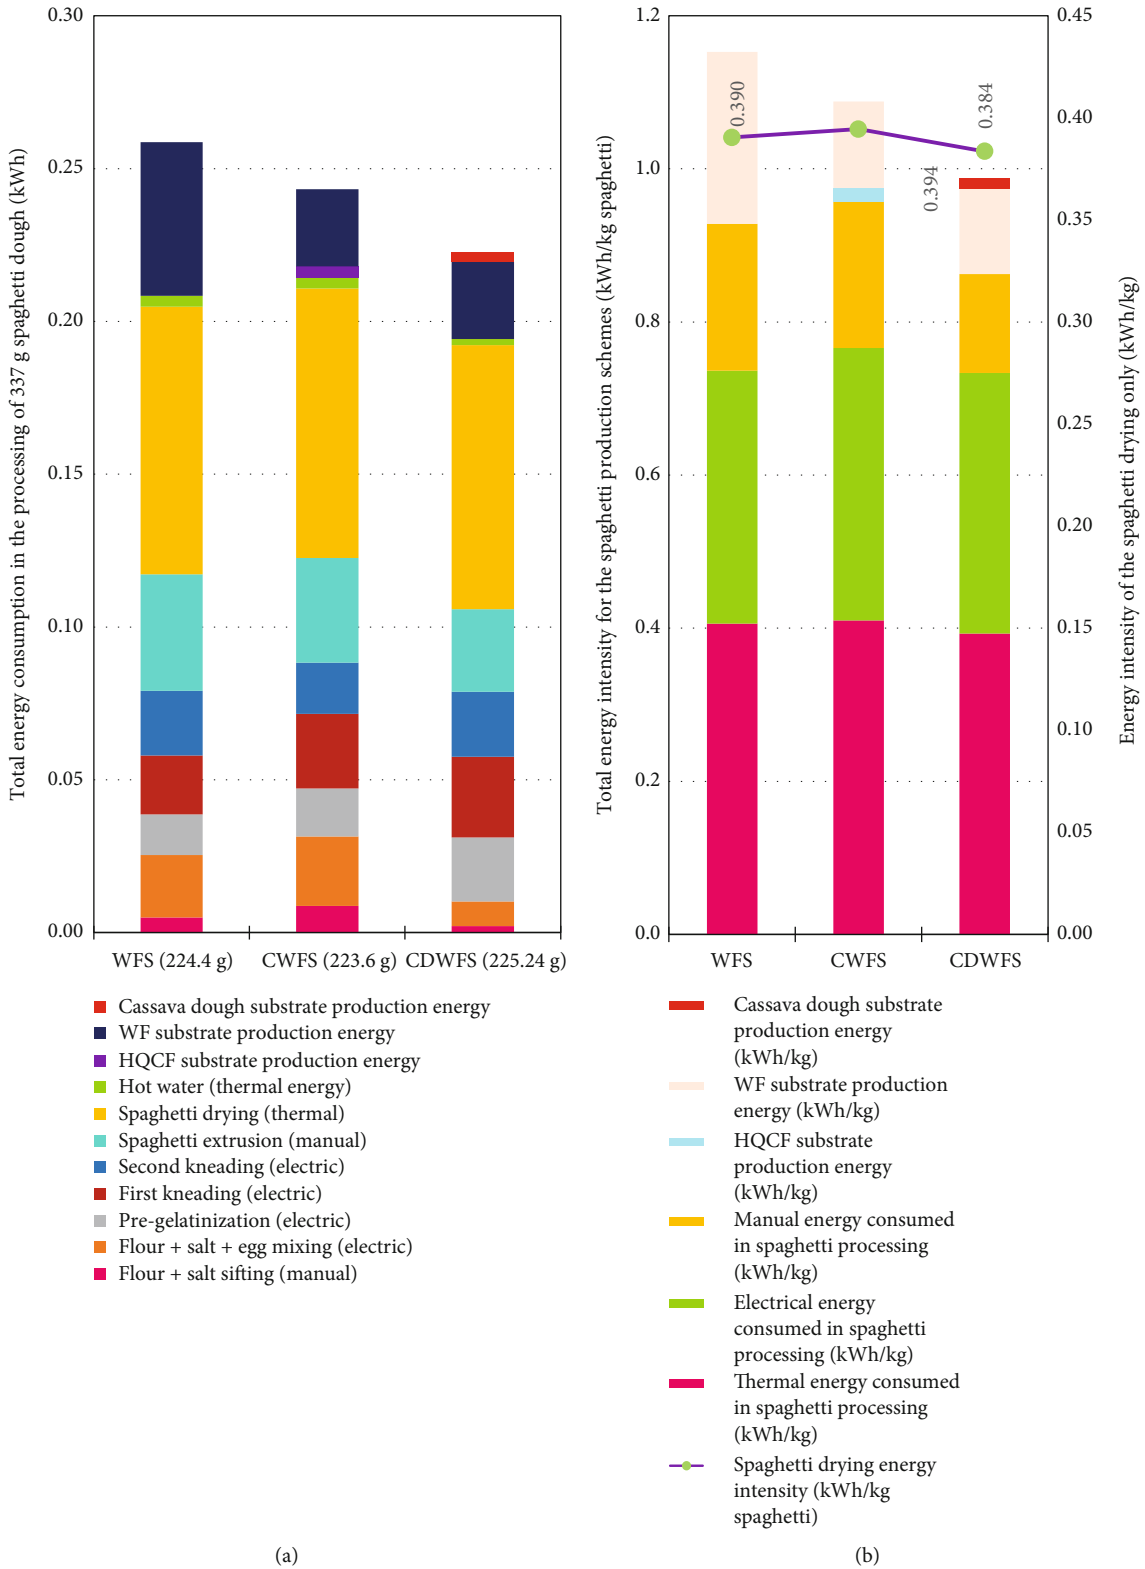 Total energy consumption in the processing of 337 g spaghetti dough (kWh)
0.30
0.25
0.20
0.15
0.10
0.05
0.00
WFS (224.4 g)
CWFS (223.6 g)
CDWFS (225.24 g)
Cassava dough substrate production energy
WF substrate production energy
HQCF substrate production energy
Hot water (thermal energy)
Spaghetti drying (thermal)
Spaghetti extrusion (manual)
Second kneading (electric)
First kneading (electric)
Pre-gelatinization (electric)
Flour + salt + egg mixing (electric)
Flour + salt sifting (manual)
(a)
Total energy intensity for the spaghetti production schemes (kWh/kg spaghetti)
1.2
1.0
0.8
0.6
0.4
0.2
0.0
0.390
0.394
0.384
0.45
0.40
0.35
0.30
0.25
0.20
0.15
0.10
0.05
0.00
Energy intensity of the spaghetti drying only (kWh/kg)
WFS
CWFS
CDWFS
Cassava dough substrate
production energy
(kWh/kg)
WF substrate production
energy (kWh/kg)
HQCF substrate
production energy
(kWh/kg)
Manual energy consumed
in spaghetti processing
(kWh/kg)
Electrical energy
consumed in spaghetti
processing (kWh/kg)
Thermal energy consumed
in spaghetti processing
(kWh/kg)
Spaghetti drying energy
intensity (kWh/kg
spaghetti)
(b)